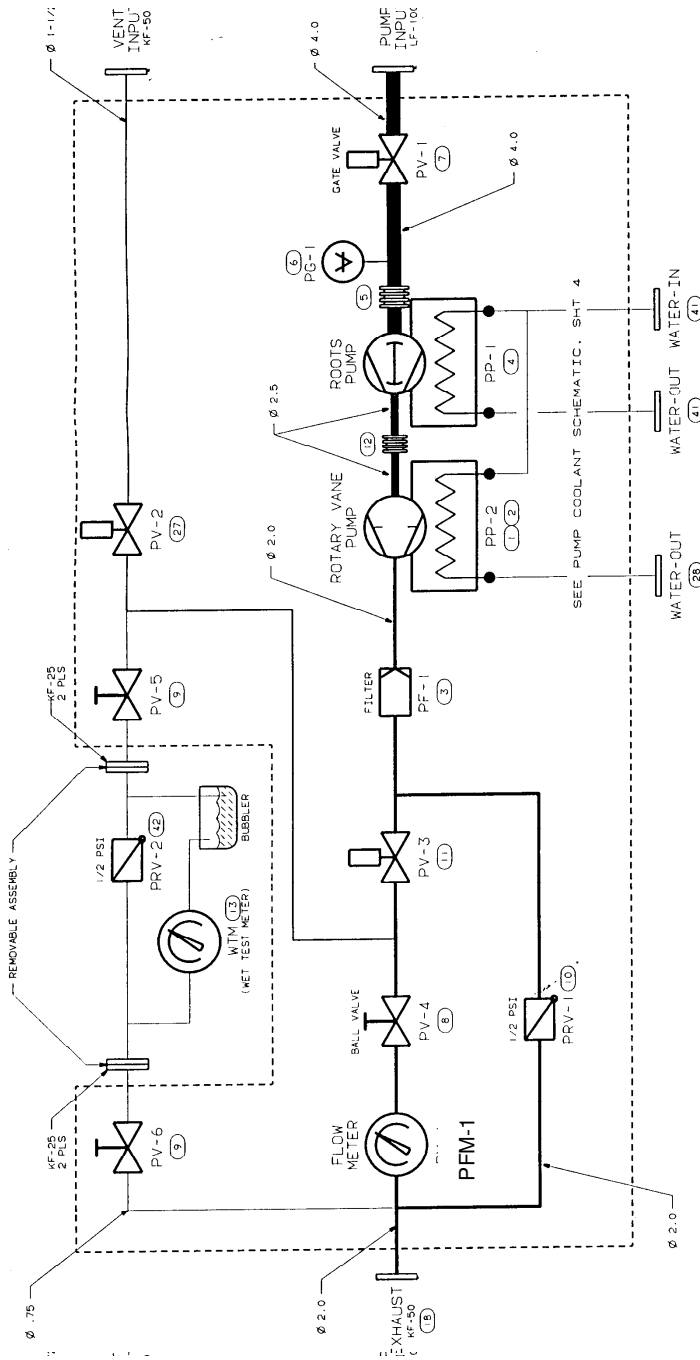 Ø 1-1/
VENT
KF-50
PUMP
Ø 4.0
GATE VALVE
PV-1
7
Ø 4.0
6
PG-1
5
ROOTS
PUMP
PP-1
4
WATER-IN
41
WATER-OUT
41
Ø 2.5
12
ROTARY VANE
PUMP
PP-2
1
2
SEE PUMP COOLANT SCHEMATIC, SHT 4
WATER-OUT
28
PV-2
27
Ø 2.0
FILTER
PF-1
3
KF-25
2 PLS
PV-5
9
REMOVABLE ASSEMBLY
1/2 PSI
PRV-2
42
BUBBLER
WTM
13
(WET TEST METER)
PV-3
11
BALL VALVE
PV-4
8
1/2 PSI
PRV-1
10
KF-25
2 PLS
PV-6
9
FLOW
METER
PFM-1
Ø .75
Ø 2.0
Ø 2.0
EXHAUST
KF-50
18